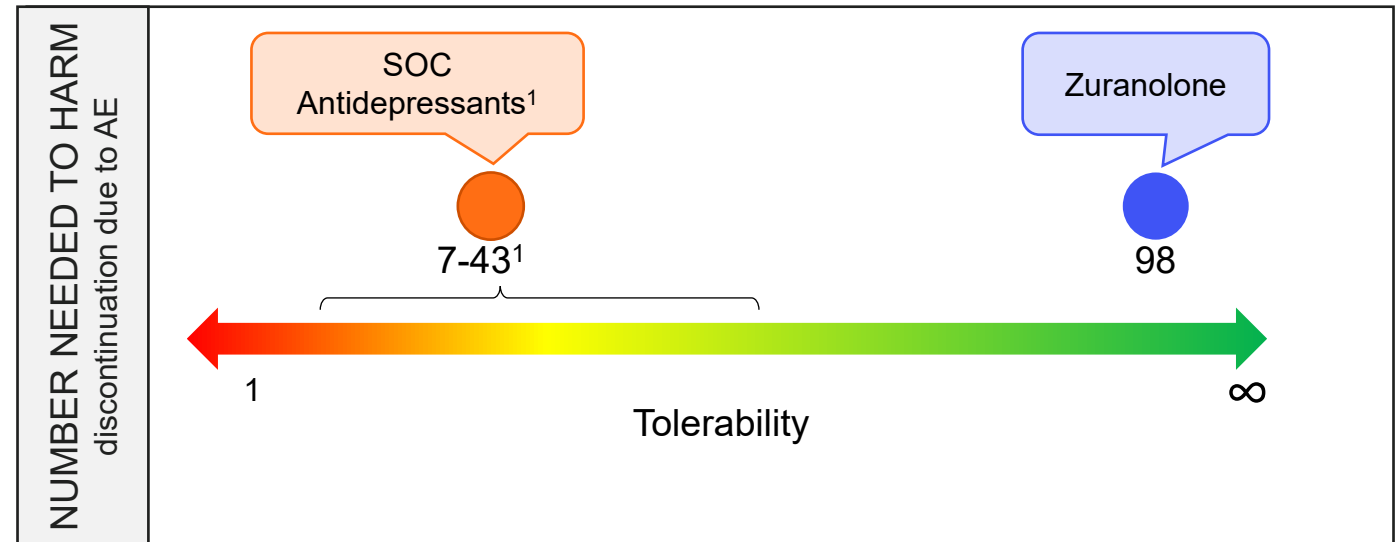 NUMBER NEEDED TO HARM
discontinuation due to AE
SOC
Antidepressants¹
Zuranolone
7-43¹
98
1
∞
Tolerability